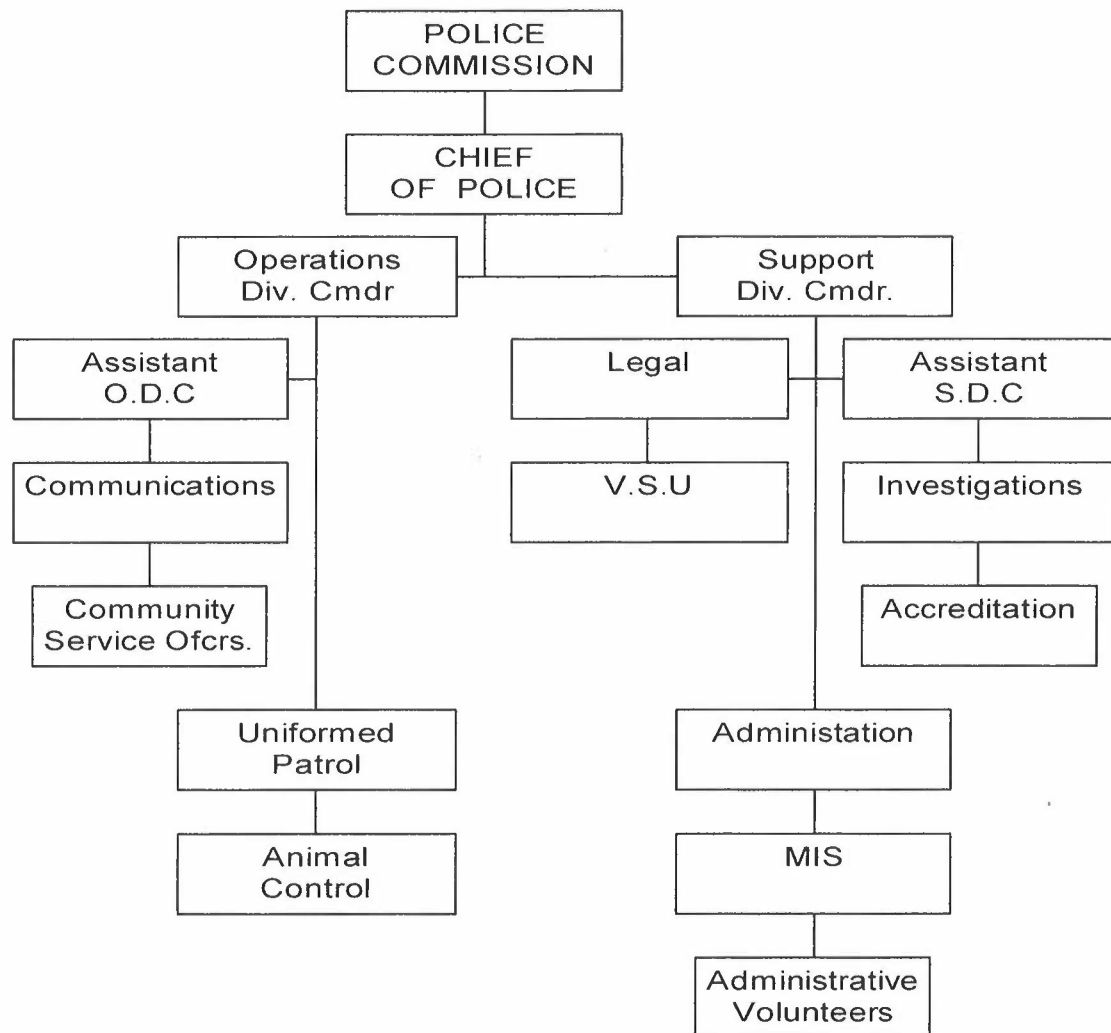 POLICE
COMMISSION
CHIEF
OF POLICE
Operations
Div. Cmdr
Support
Div. Cmdr.
Assistant
O.D.C
Legal
Assistant
S.D.C
Communications
V.S.U
Investigations
Community
Service Ofcrs.
Accreditation
Uniformed
Patrol
Administation
Animal
Control
MIS
Administrative
Volunteers